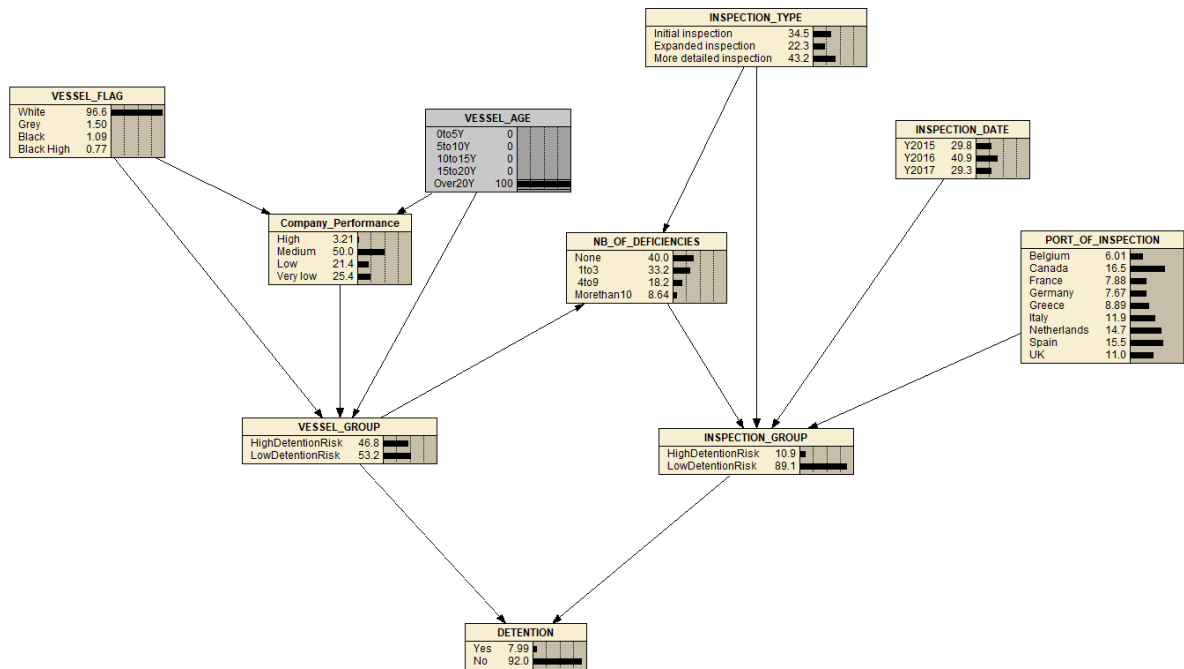 INSPECTION_TYPE
Initial inspection 34.5
Expanded inspection 22.3
More detailed inspection 43.2
VESSEL_FLAG
White 96.6
Grey 1.50
Black 1.09
Black High 0.77
VESSEL_AGE
0to5Y 0
5to10Y 0
10to15Y 0
15to20Y 0
Over20Y 100
INSPECTION_DATE
Y2015 29.8
Y2016 40.9
Y2017 29.3
Company_Performance
High 3.21
Medium 50.0
Low 21.4
Very low 25.4
NB_OF_DEFICIENCIES
None 40.0
1to3 33.2
4to9 18.2
Morethan10 8.64
PORT_OF_INSPECTION
Belgium 6.01
Canada 16.5
France 7.88
Germany 7.67
Greece 8.89
Italy 11.9
Netherlands 14.7
Spain 15.5
UK 11.0
VESSEL_GROUP
HighDetentionRisk 46.8
LowDetentionRisk 53.2
INSPECTION_GROUP
HighDetentionRisk 10.9
LowDetentionRisk 89.1
DETENTION
Yes 7.99
No 92.0